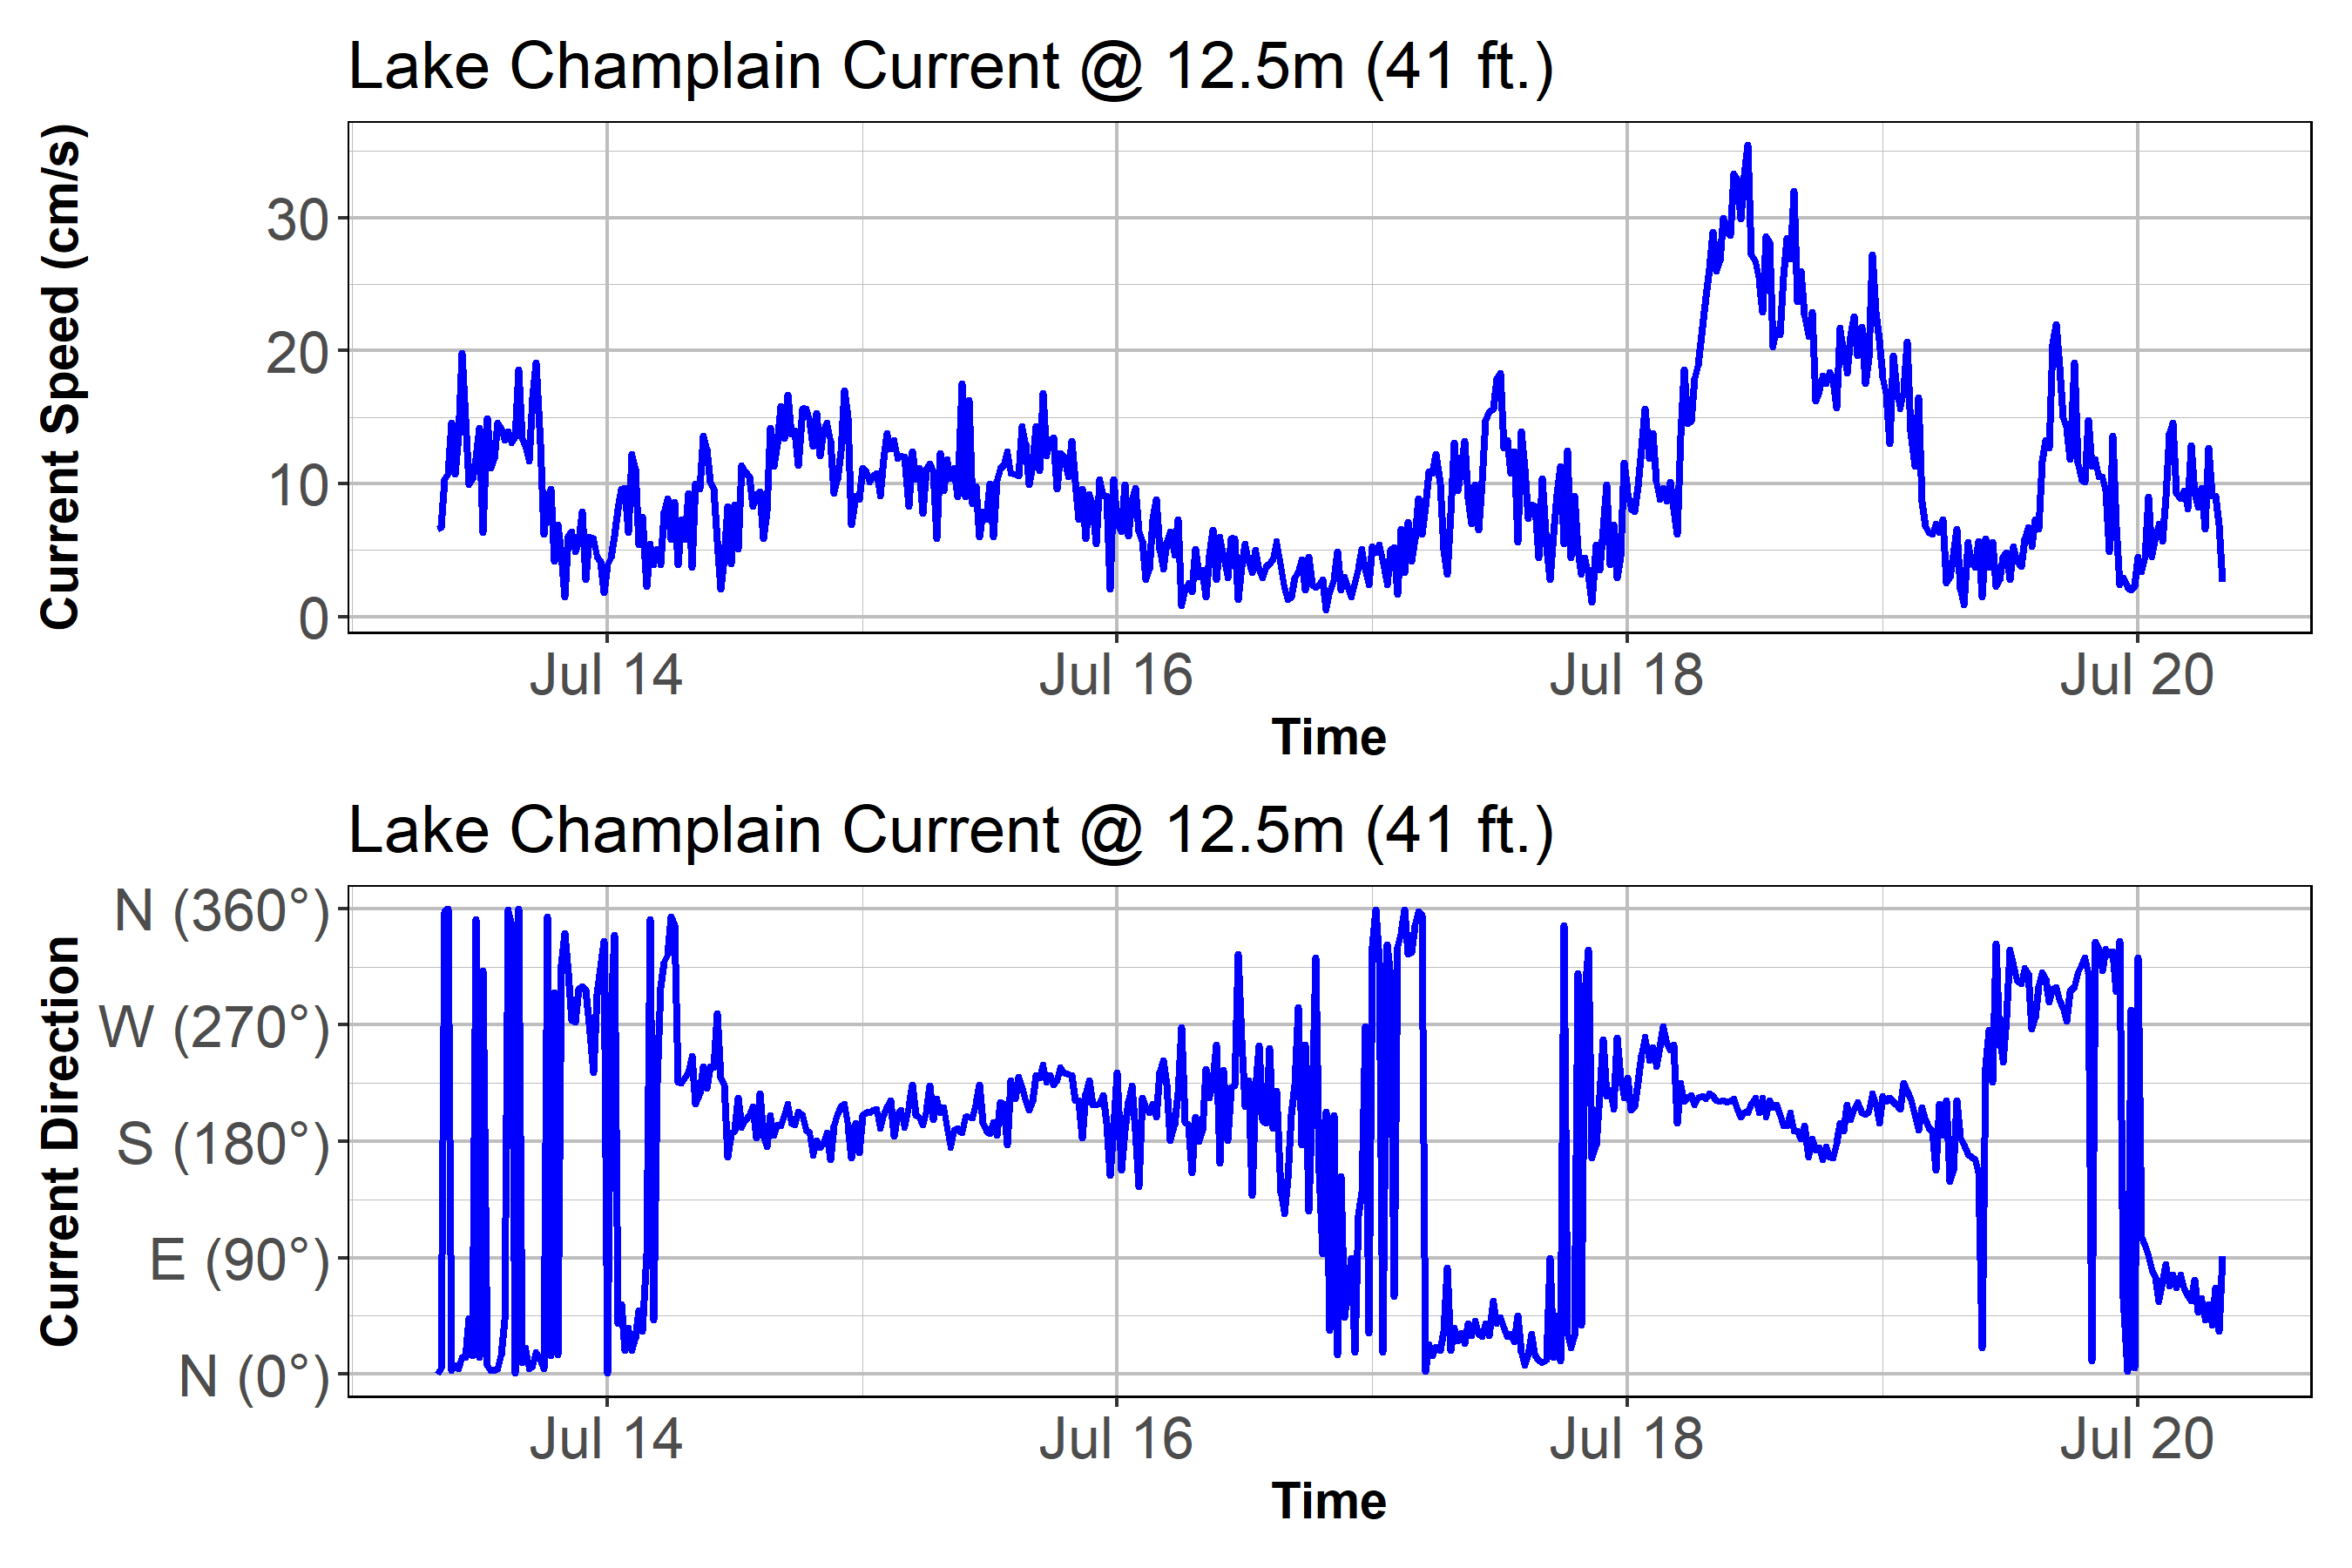 Lake Champlain Current @ 12.5m (41 ft.)
Current Speed (cm/s)
30
20
10
0
Jul 14 Jul 16 Jul 18 Jul 20
Time
Lake Champlain Current @ 12.5m (41 ft.)
Current Direction
N (360°)
W (270°)
S (180°)
E (90°)
N (0°)
Jul 14 Jul 16 Jul 18 Jul 20
Time